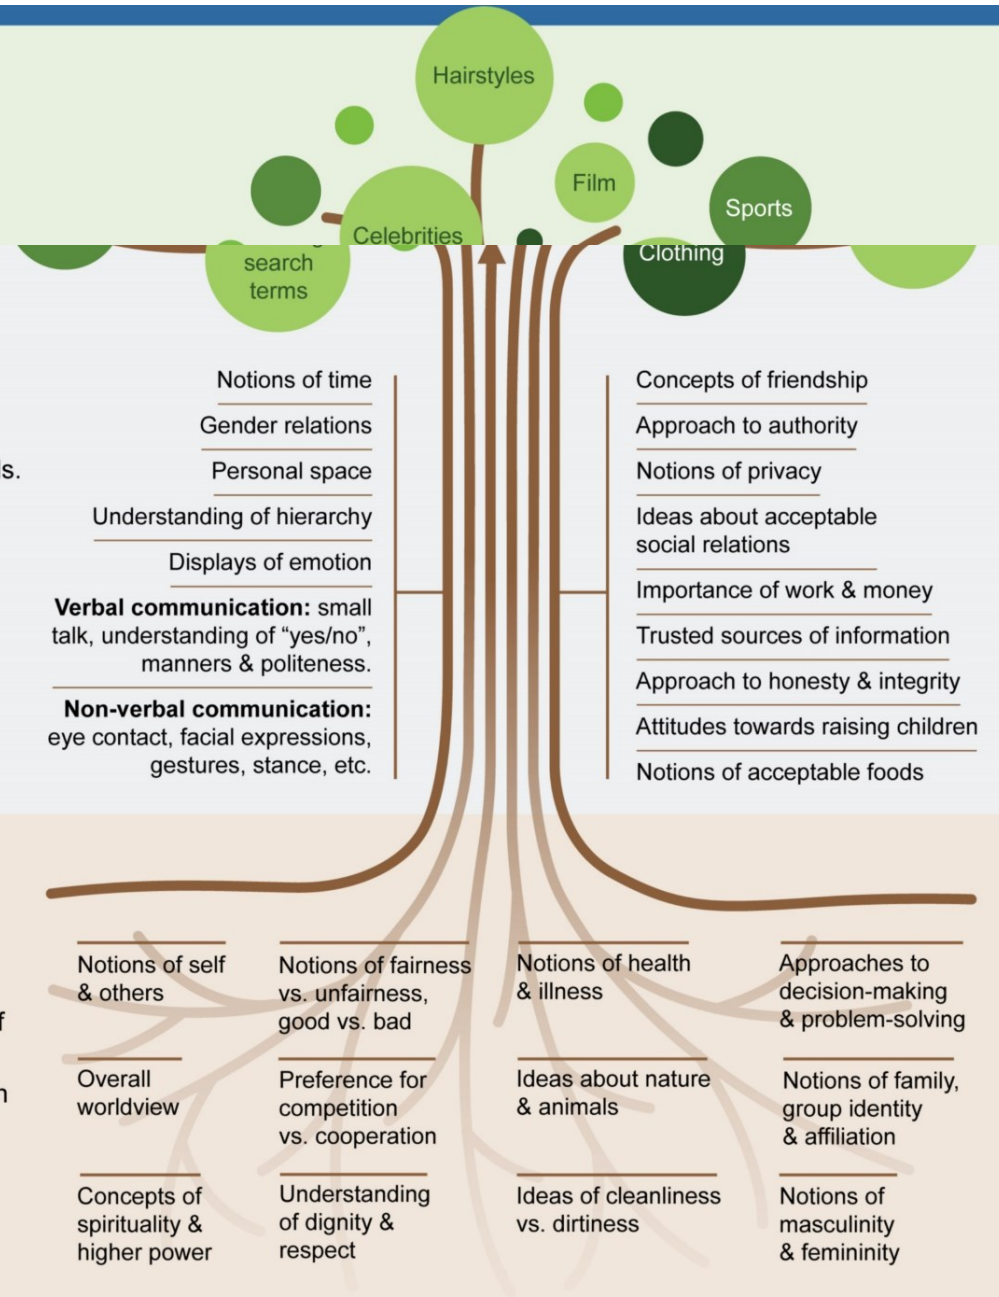 Hairstyles
Film
Sports
Celebrities
search
terms
Clothing
Notions of time
Gender relations
Personal space
Understanding of hierarchy
Displays of emotion
Verbal communication: small
talk, understanding of “yes/no”,
manners & politeness.
Non-verbal communication:
eye contact, facial expressions,
gestures, stance, etc.
Concepts of friendship
Approach to authority
Notions of privacy
Ideas about acceptable
social relations
Importance of work & money
Trusted sources of information
Approach to honesty & integrity
Attitudes towards raising children
Notions of acceptable foods
Notions of self
& others
Notions of fairness
vs. unfairness,
good vs. bad
Notions of health
& illness
Approaches to
decision-making
& problem-solving
Overall
worldview
Preference for
competition
vs. cooperation
Ideas about nature
& animals
Notions of family,
group identity
& affiliation
Concepts of
spirituality &
higher power
Understanding
of dignity &
respect
Ideas of cleanliness
vs. dirtiness
Notions of
masculinity
& femininity